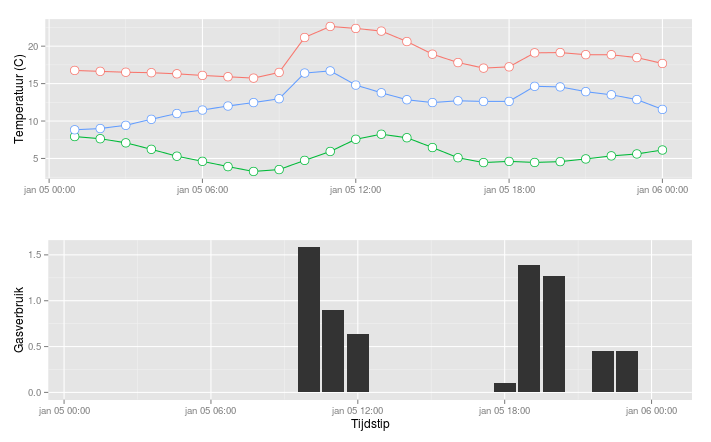 Temperatuur (C)
20
15
10
5
jan 05 00:00
jan 05 06:00
jan 05 12:00
jan 05 18:00
jan 06 00:00
Gasverbruik
1.5
1.0
0.5
0.0
jan 05 00:00
jan 05 06:00
jan 05 12:00
jan 05 18:00
jan 06 00:00
Tijdstip